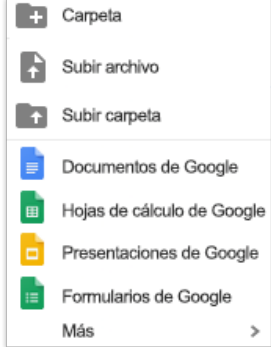 Carpeta
Subir archivo
Subir carpeta
Documentos de Google
Hojas de cálculo de Google
Presentaciones de Google
Formularios de Google
Más